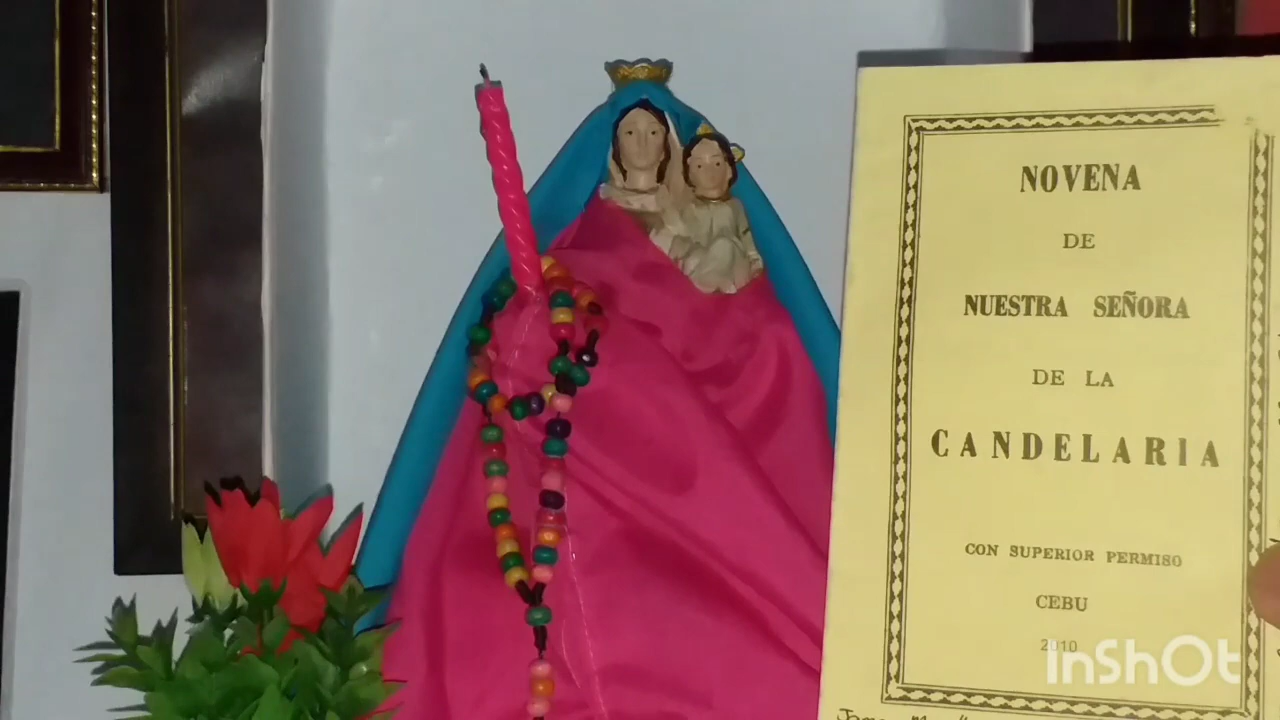 NOVENA
DE
NUESTRA SEÑORA
DE LA
CANDELARIA
CON SUPERIOR PERMISO
CEBU
2010
InShOt